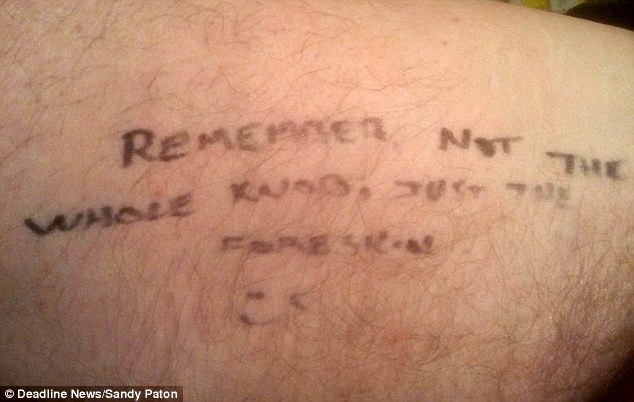 REMEMBER, NOT THE
WHOLE KNOB. JUST THE
FORESKIN
© Deadline News/Sandy Paton